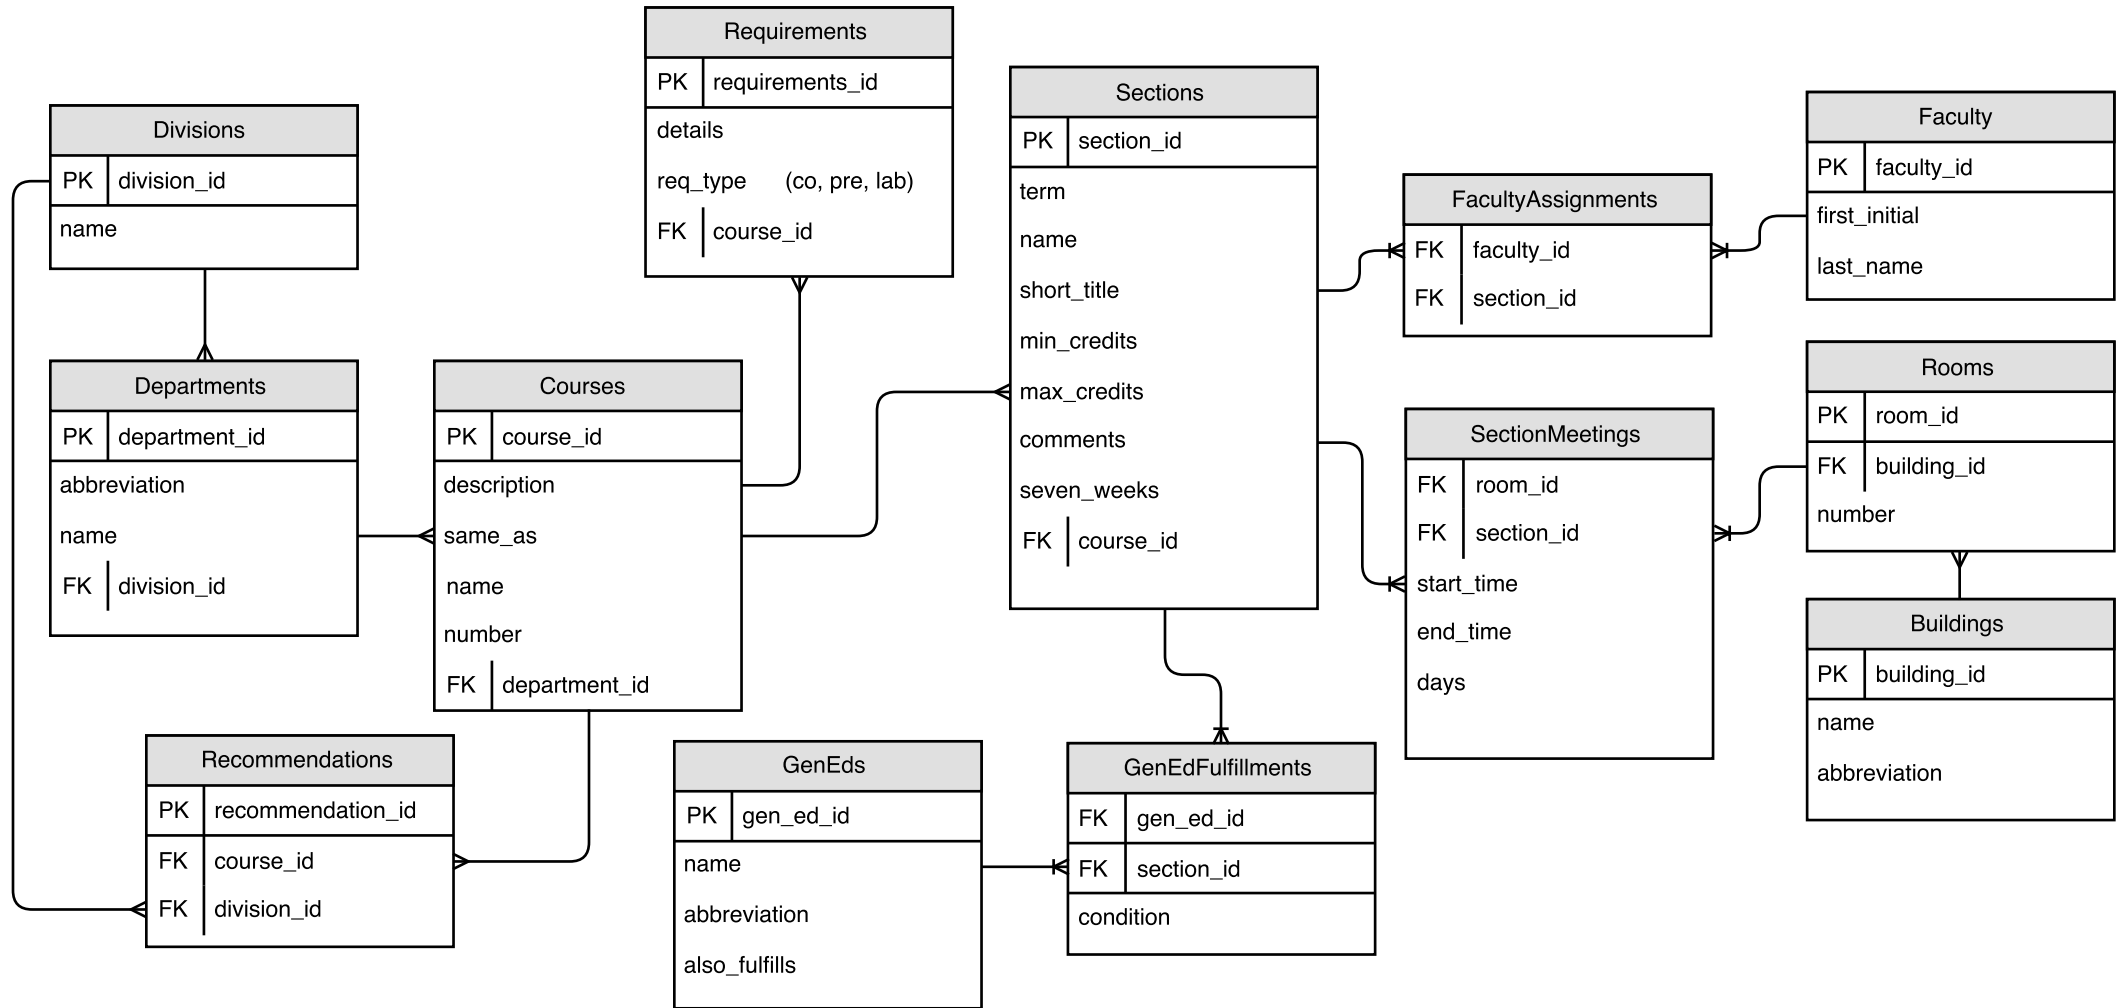 Requirements
PK requirements_id
details
req_type (co, pre, lab)
FK course_id
Sections
PK section_id
term
name
short_title
min_credits
max_credits
comments
seven_weeks
FK course_id
Faculty
PK faculty_id
first_initial
last_name
Divisions
PK division_id
name
FacultyAssignments
FK faculty_id
FK section_id
Departments
PK department_id
abbreviation
name
FK division_id
Courses
PK course_id
description
same_as
name
number
FK department_id
SectionMeetings
FK room_id
FK section_id
start_time
end_time
days
Rooms
PK room_id
FK building_id
number
Buildings
PK building_id
name
abbreviation
Recommendations
PK recommendation_id
FK course_id
FK division_id
GenEds
PK gen_ed_id
name
abbreviation
also_fulfills
GenEdFulfillments
FK gen_ed_id
FK section_id
condition